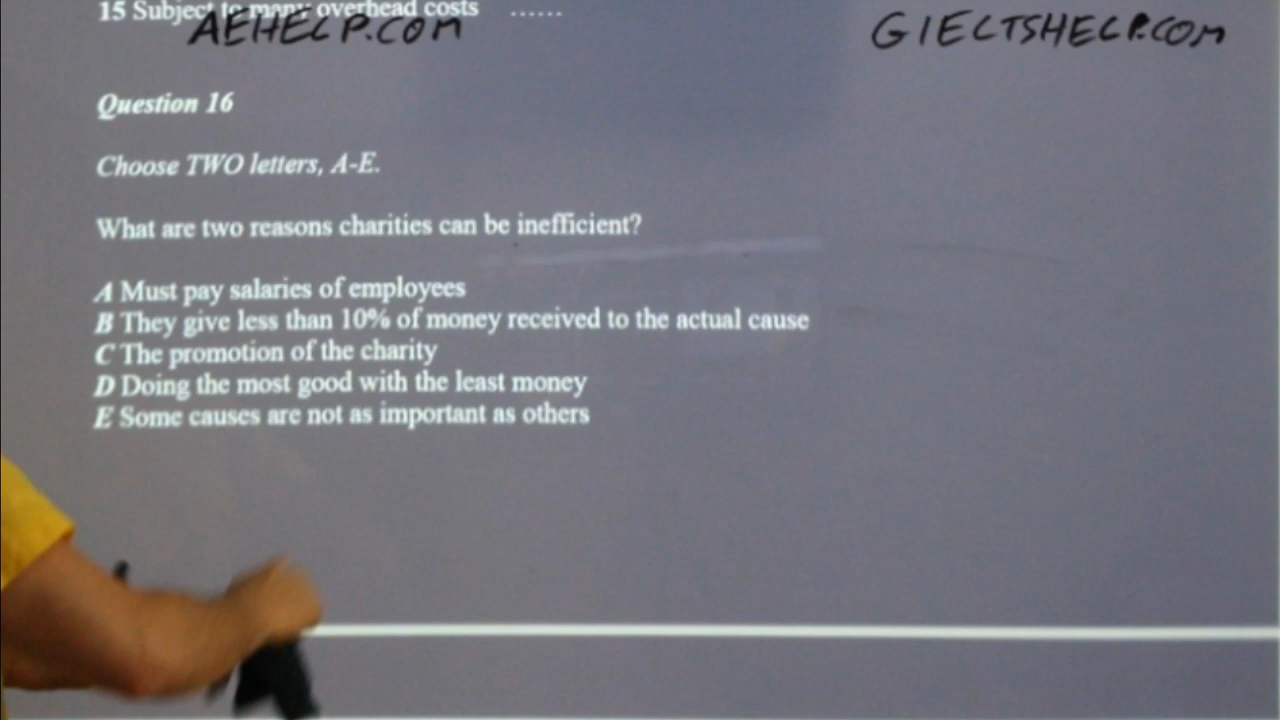 15 Subject to many overhead costs ......
AEHELP.COM
GIELTSHELP.COM
Question 16
Choose TWO letters, A-E.
What are two reasons charities can be inefficient?
A Must pay salaries of employees
B They give less than 10% of money received to the actual cause
C The promotion of the charity
D Doing the most good with the least money
E Some causes are not as important as others